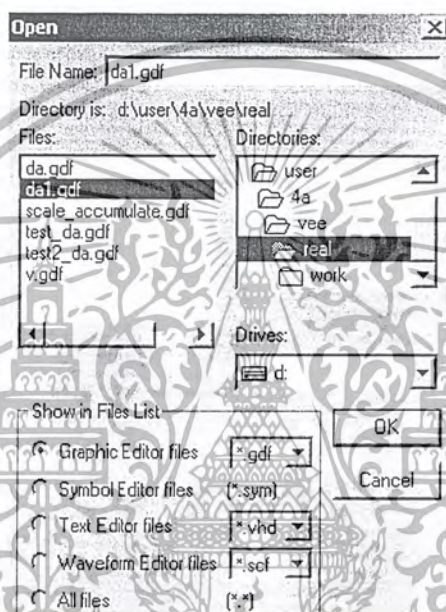 Open
File Name: da1.gdf
Directory is: d:\user\4a\vee\real
Files:
da.gdf
da1.gdf
scale_accumulate.gdf
test_da.gdf
test2_da.gdf
v.gdf
Directories:
user
4a
vee
real
work
Drives:
d:
Show in Files List
Graphic Editor files *.gdf
Symbol Editor files (*.sym)
Text Editor files *.vhd
Waveform Editor files *.scf
All files (*.*)
OK
Cancel